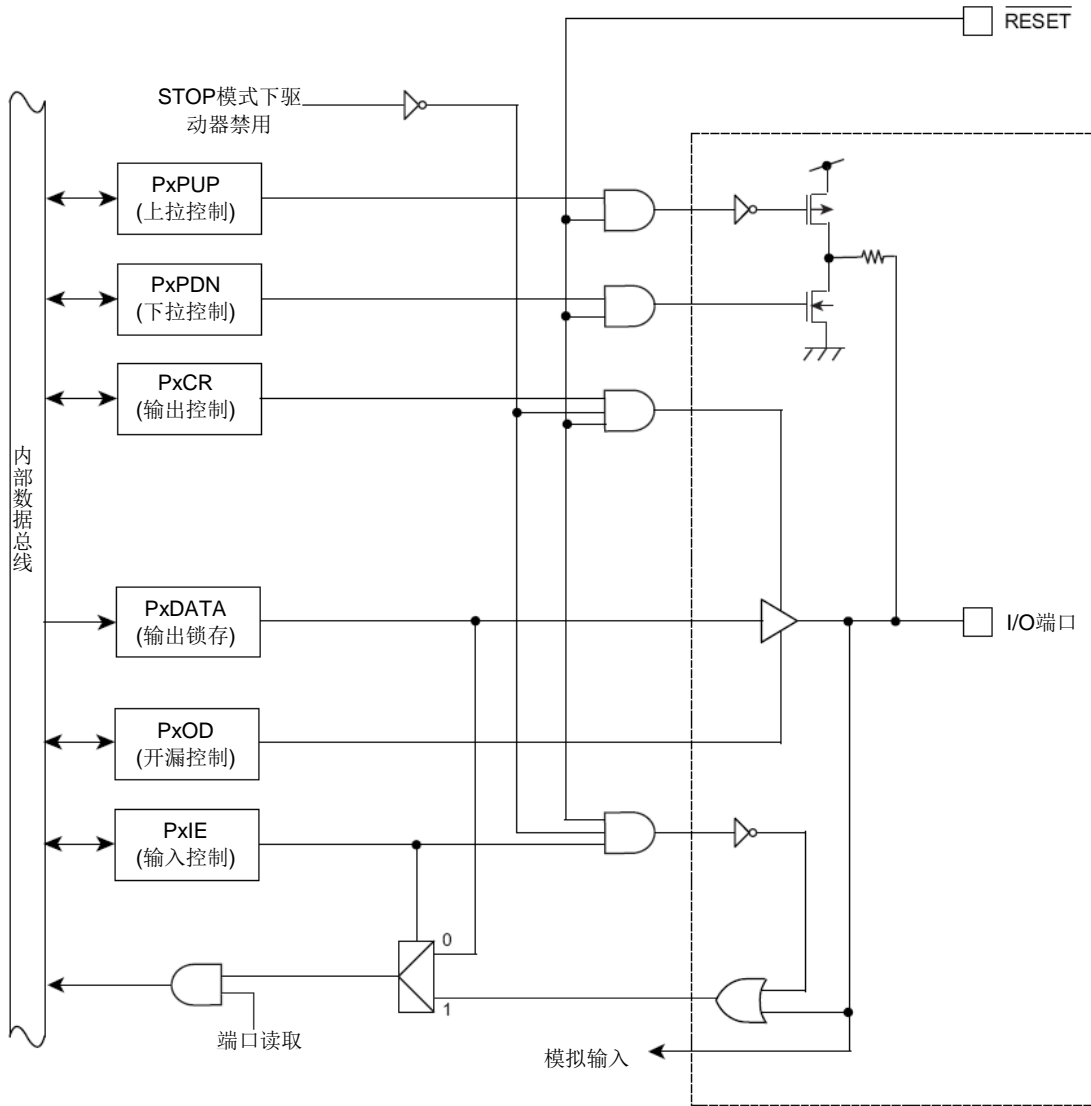 RESET
STOP模式下驱
动器禁用
PxPUP
(上拉控制)
PxPDN
(下拉控制)
PxCR
(输出控制)
内部数据总线
PxDATA
(输出锁存)
I/O端口
PxOD
(开漏控制)
PxIE
(输入控制)
0
1
端口读取
模拟输入